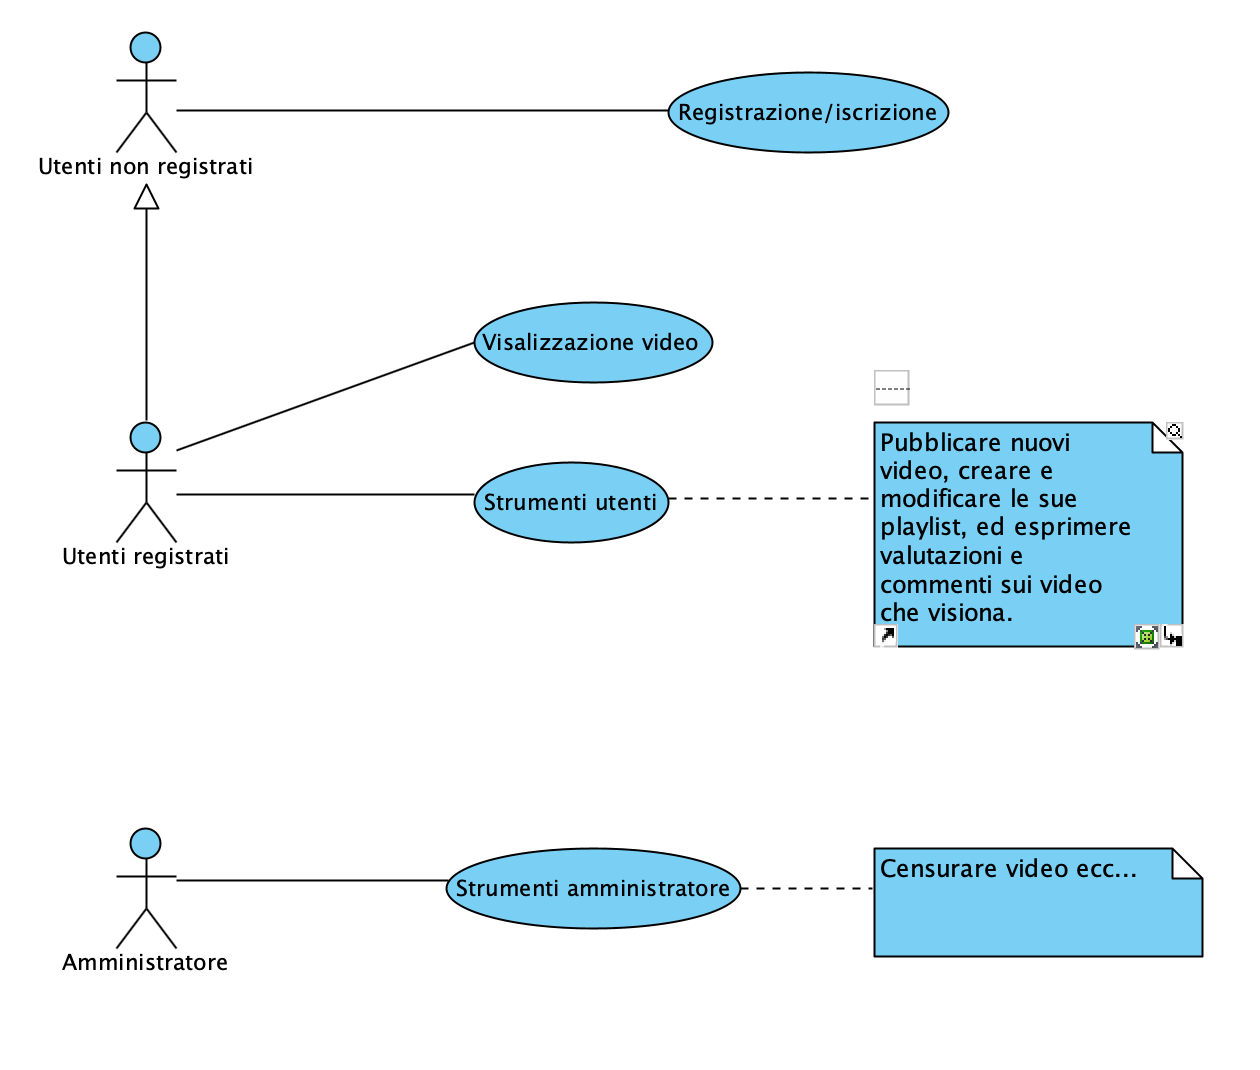 Registrazione/iscrizione
Utenti non registrati
Visalizzazione video
Pubblicare nuovi
video, creare e
modificare le sue
playlist, ed esprimere
valutazioni e
commenti sui video
che visiona.
Strumenti utenti
Utenti registrati
Censurare video ecc...
Strumenti amministratore
Amministratore